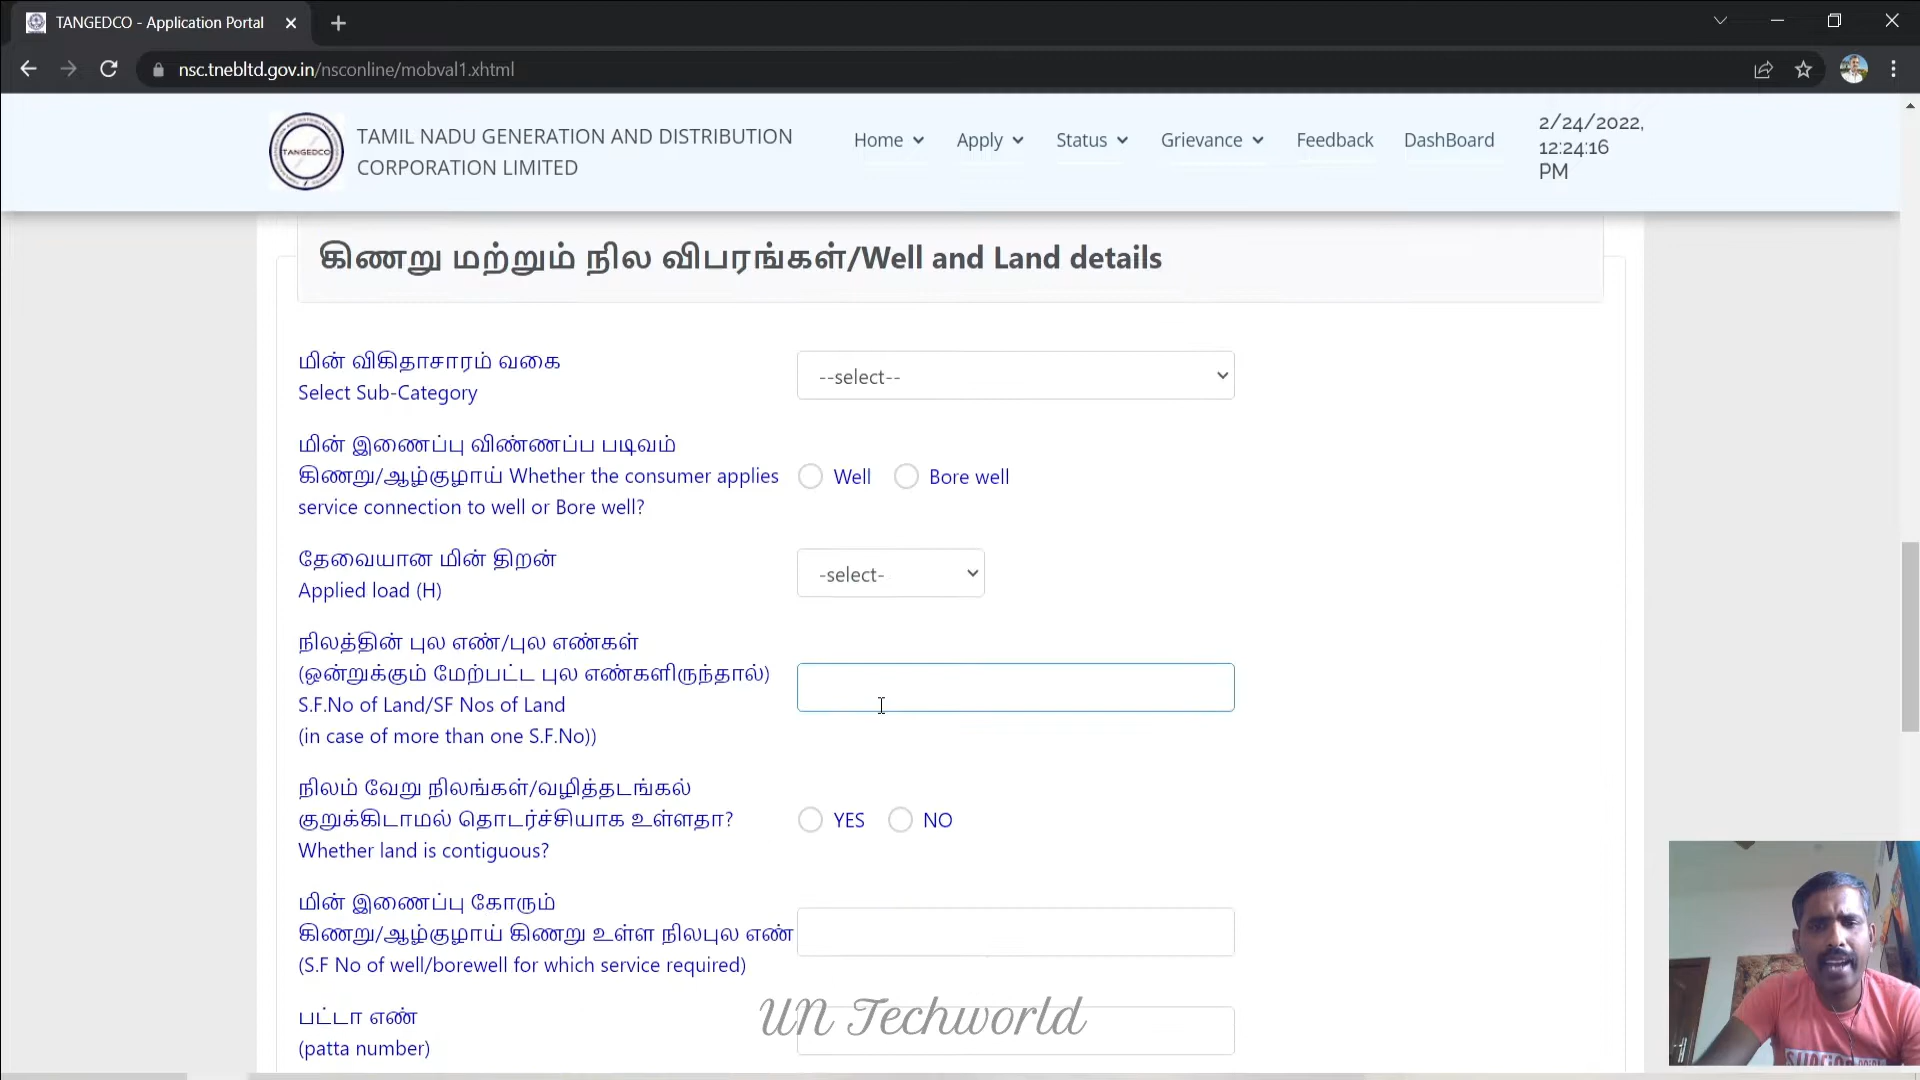 TANGEDCO - Application Portal
nsc.tnebltd.gov.in/nsconline/mobval1.xhtml
TANGEDCO
TAMIL NADU GENERATION AND DISTRIBUTION
CORPORATION LIMITED
Home
Apply
Status
Grievance
Feedback
DashBoard
2/24/2022,
12:24:16
PM
கிணறு மற்றும் நில விபரங்கள்/Well and Land details
மின் விகிதாசாரம் வகை
Select Sub-Category
--select--
மின் இணைப்பு விண்ணப்ப படிவம்
கிணறு/ஆழ்குழாய் Whether the consumer applies
service connection to well or Bore well?
Well
Bore well
தேவையான மின் திறன்
Applied load (H)
-select-
நிலத்தின் புல எண்/புல எண்கள்
(ஒன்றுக்கும் மேற்பட்ட புல எண்களிருந்தால்)
S.F.No of Land/SF Nos of Land
(in case of more than one S.F.No))
நிலம் வேறு நிலங்கள்/வழித்தடங்கல்
குறுக்கிடாமல் தொடர்ச்சியாக உள்ளதா?
Whether land is contiguous?
YES
NO
மின் இணைப்பு கோரும்
கிணறு/ஆழ்குழாய் கிணறு உள்ள நிலபுல எண்
(S.F No of well/borewell for which service required)
பட்டா எண்
(patta number)
UN Techworld